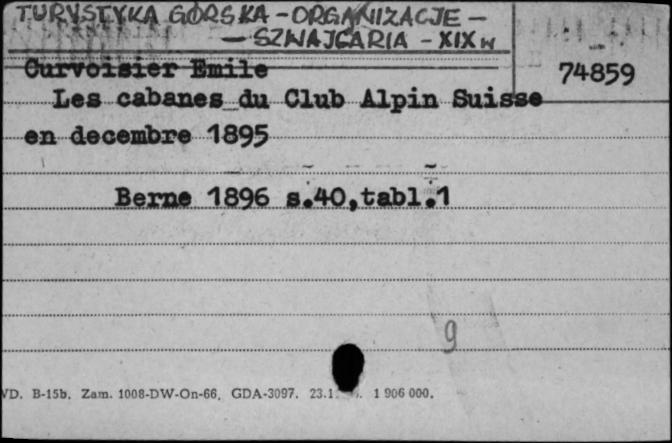 TURYSTYKA GÓRSKA - ORGANIZACJE -
- SZWAJCARIA - XIX w
Curvoisier Emile
74859
Les cabanes du Club Alpin Suisse
en decembre 1895
Berne 1896 s.40,tabl.1
9
VD. B-15b. Zam. 1008-DW-On-66. GDA-3097. 23.1 1 906 000.